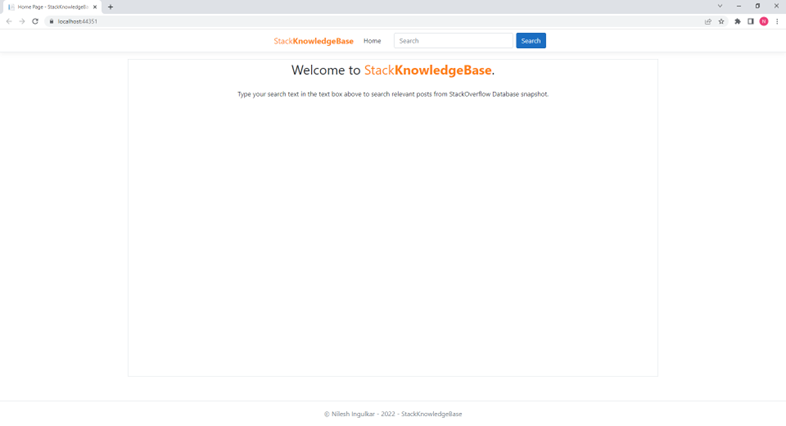 Home Page - StackKnowledgeBa
localhost:44351
StackKnowledgeBase Home Search Search
Welcome to StackKnowledgeBase.
Type your search text in the text box above to search relevant posts from StackOverflow Database snapshot.
© Nilesh Ingulkar - 2022 - StackKnowledgeBase